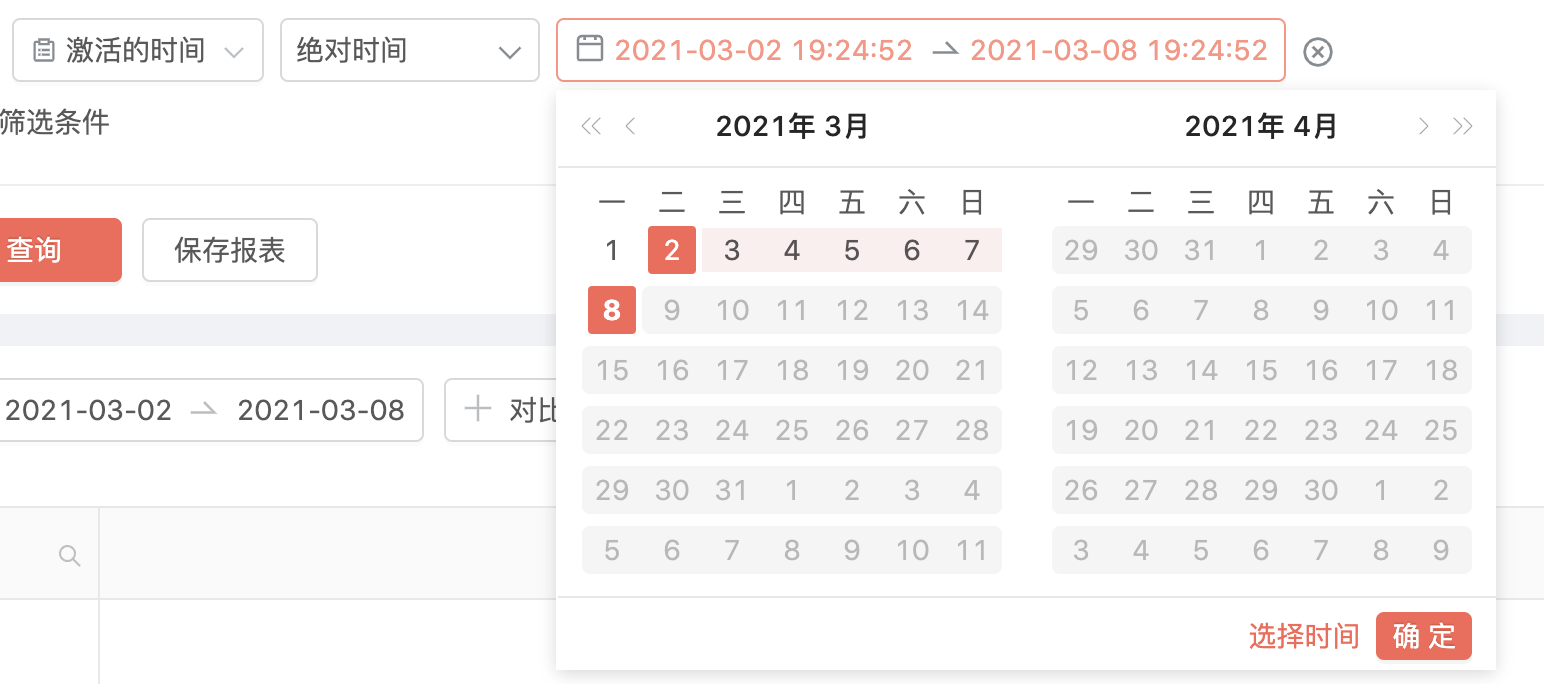 激活的时间 绝对时间 2021-03-02 19:24:52 2021-03-08 19:24:52
筛选条件
查询 保存报表
2021-03-02 2021-03-08 对比
2021年 3月 2021年 4月
一 二 三 四 五 六 日 一 二 三 四 五 六 日
1 2 3 4 5 6 7 29 30 31 1 2 3 4
8 9 10 11 12 13 14 5 6 7 8 9 10 11
15 16 17 18 19 20 21 12 13 14 15 16 17 18
22 23 24 25 26 27 28 19 20 21 22 23 24 25
29 30 31 1 2 3 4 26 27 28 29 30 1 2
5 6 7 8 9 10 11 3 4 5 6 7 8 9
选择时间 确 定